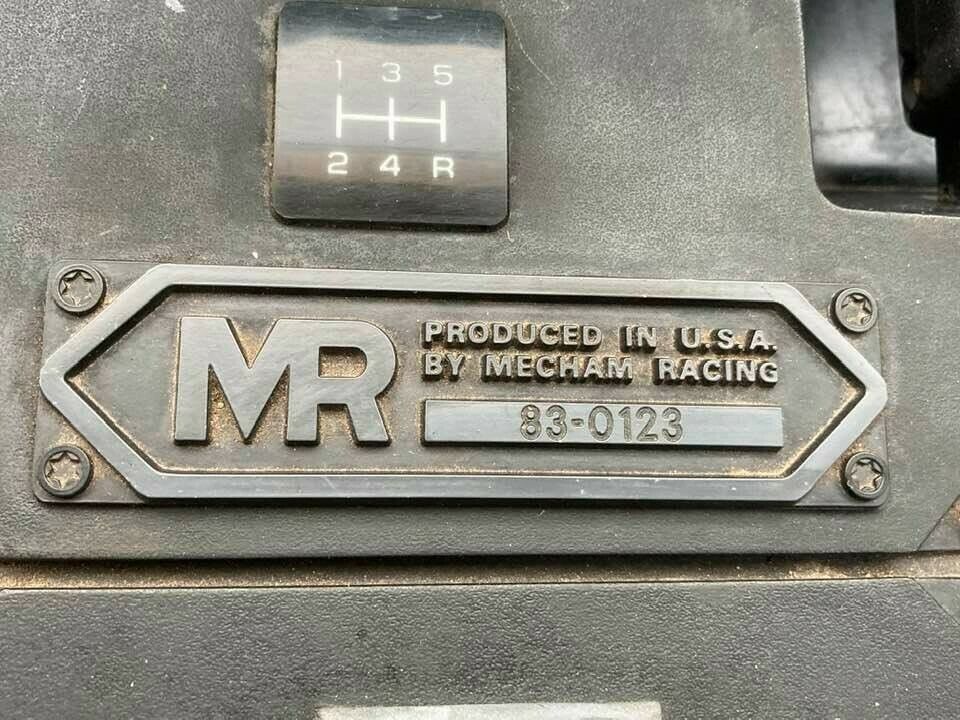 1 3 5
2 4 R
MR
PRODUCED IN U.S.A.
BY MECHAM RACING
83-0123